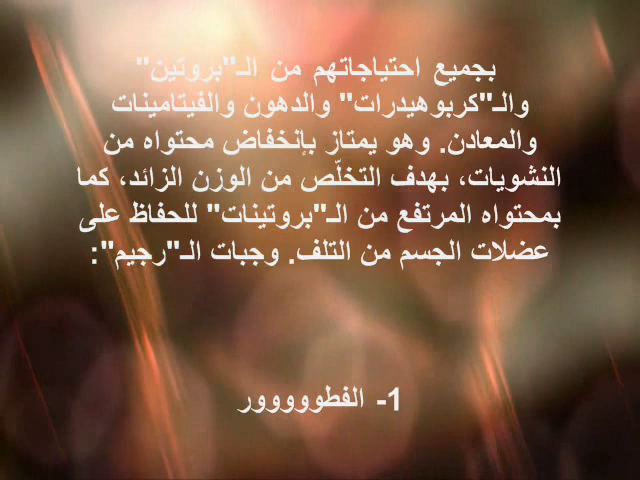 بجميع احتياجاتهم من الـ"بروتين"
والـ"كربوهيدرات" والدهون والفيتامينات
والمعادن. وهو يمتاز بإنخفاض محتواه من
النشويات، بهدف التخلّص من الوزن الزائد، كما
بمحتواه المرتفع من الـ"بروتينات" للحفاظ على
عضلات الجسم من التلف. وجبات الـ"رجيم":
1- الفطووووور